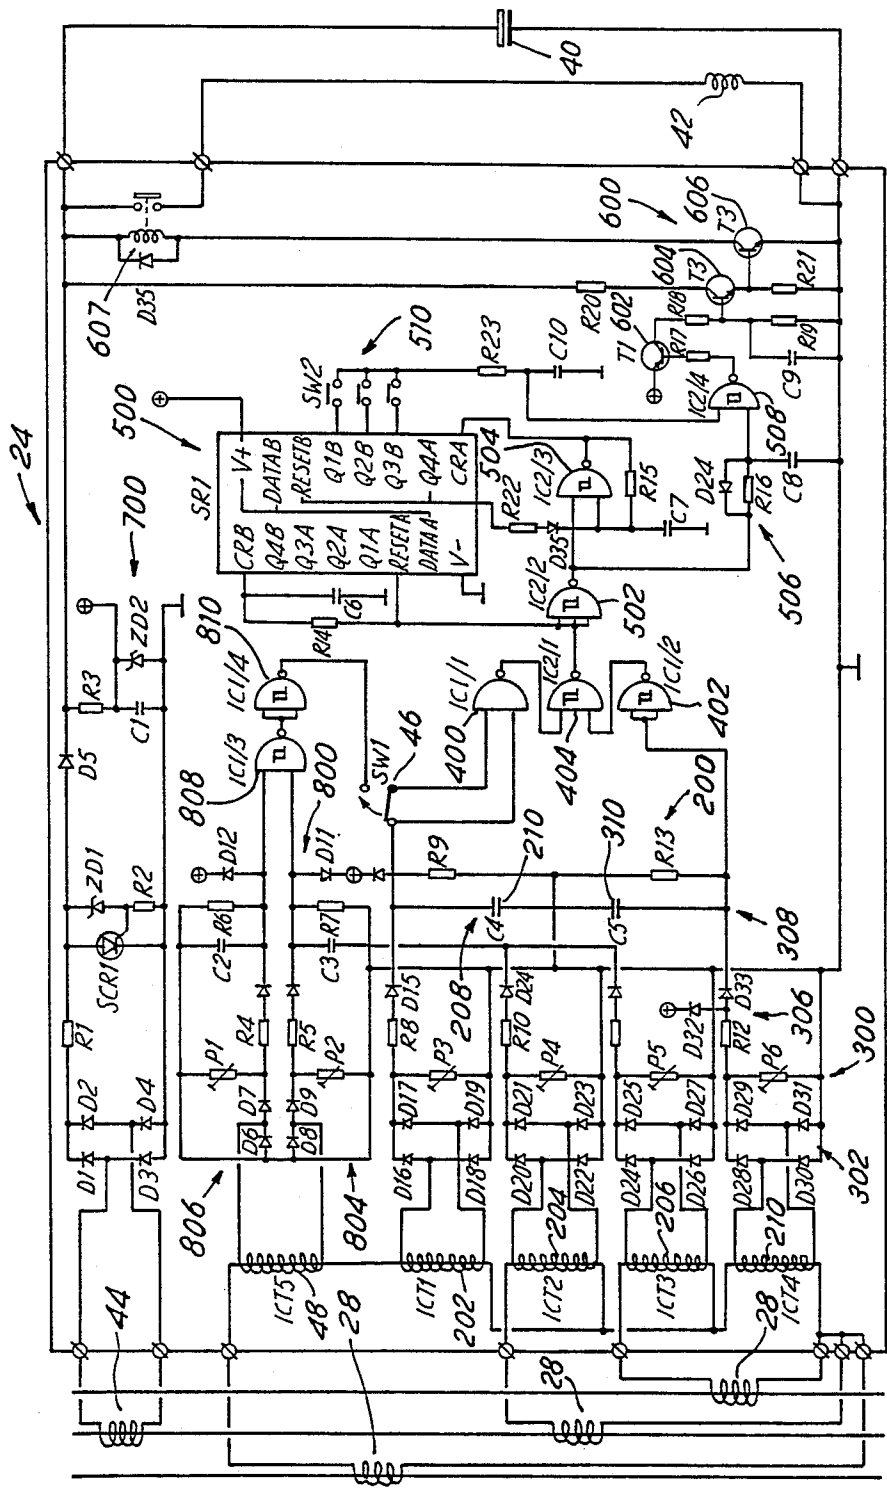 24
40
42
44
28
28
28
46
48
500
SR1
V+
DATAB
RESETB
Q1B
Q2B
Q3B
Q4A
CRA
CRB
Q4B
Q3A
Q2A
Q1A
RESETA
DATAA
V-
SW2
510
R23
C10
607
D35
600
606
T3
604
T3
602
T1
R20
R18
R17
R21
R19
C9
IC2/4
508
504
IC2/3
R22
D35
R15
C7
D24
R16
C8
506
IC2/2
502
R14
C6
700
ZD2
R3
C1
D5
ZD1
R2
SCR1
R1
D2
D1
D4
D3
810
IC1/4
IC1/3
808
800
SW1
IC1/1
400
IC2/1
404
IC1/2
402
200
D12
D11
R9
210
310
R13
R6
C2
R7
C3
C4
208
C5
308
R4
R5
P1
P2
D7
D9
D6
D8
806
804
R8
D15
R10
D24
P3
P4
P5
P6
D32
D33
R12
306
300
302
D17
D19
D16
D18
D21
D23
D20
D22
D25
D27
D24
D26
D29
D31
D28
D30
ICT5
ICT1
202
ICT2
204
ICT3
206
ICT4
210